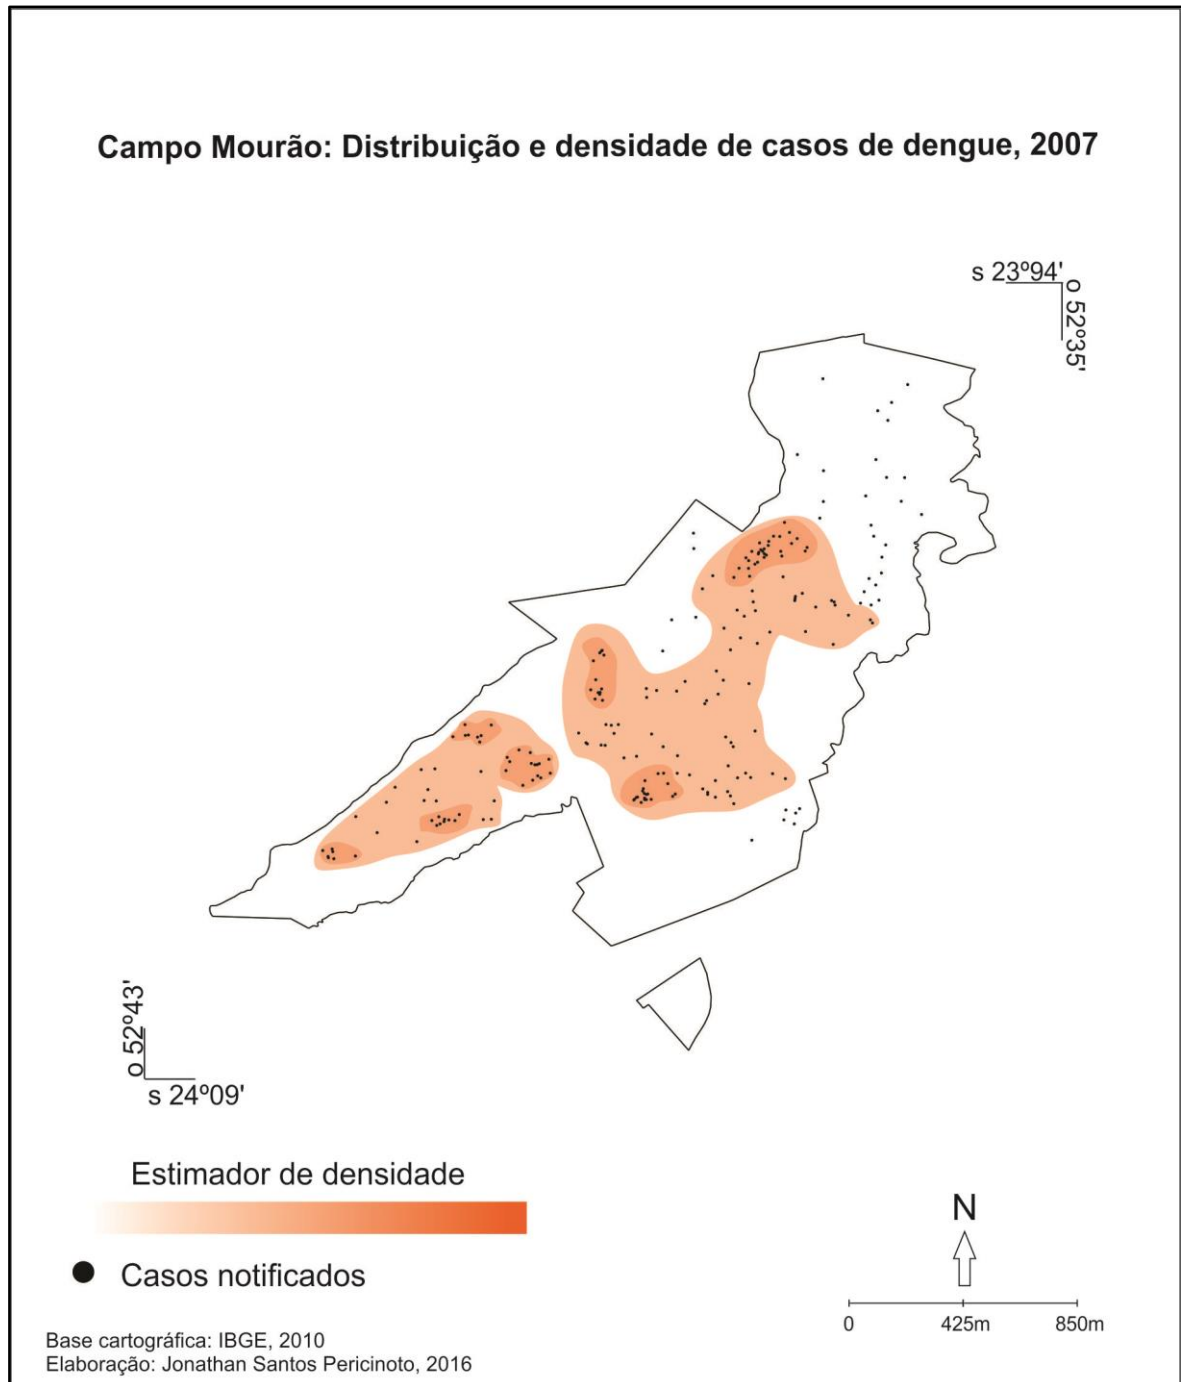 Campo Mourão: Distribuição e densidade de casos de dengue, 2007
s 23º94'
o 52º35'
o 52º43'
s 24º09'
Estimador de densidade
Casos notificados
N
0 425m 850m
Base cartográfica: IBGE, 2010
Elaboração: Jonathan Santos Pericinoto, 2016